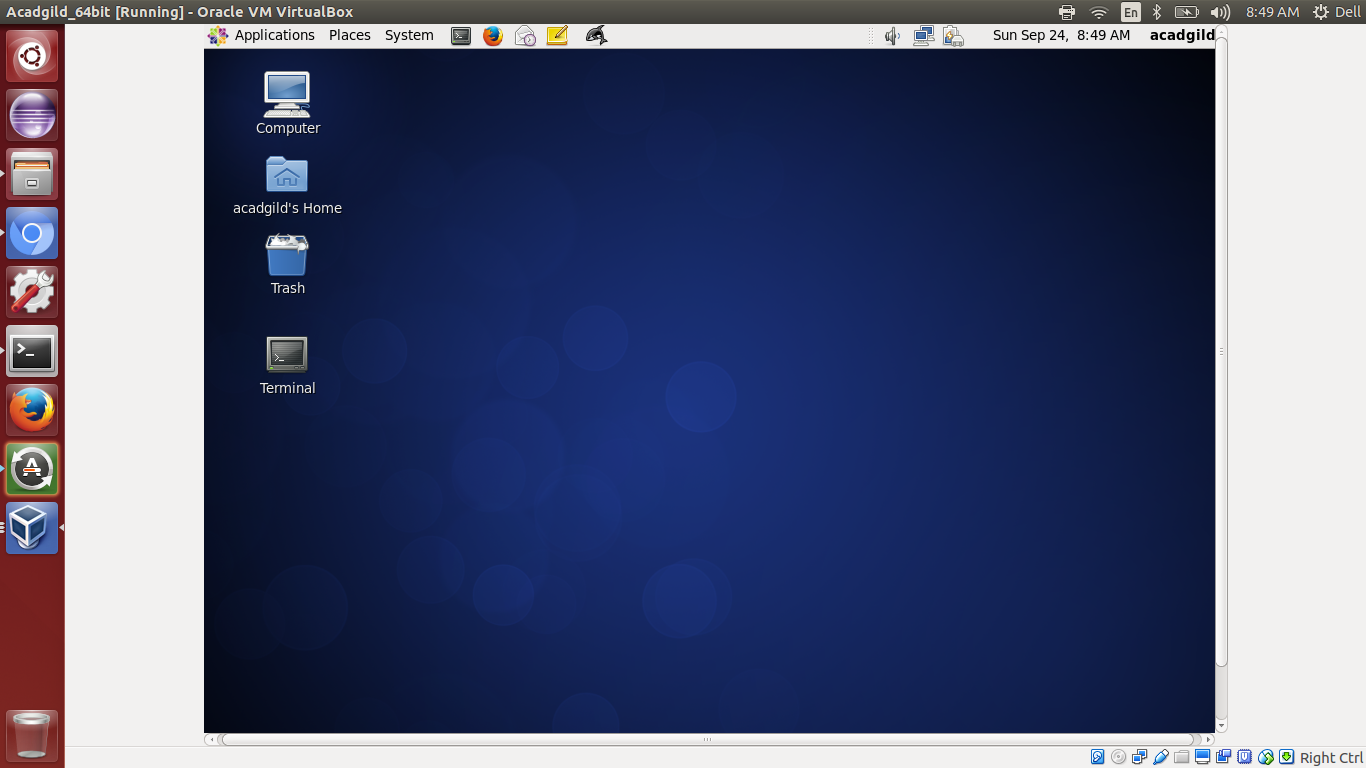 Acadgild_64bit [Running] - Oracle VM VirtualBox
En
8:49 AM
Dell
Applications
Places
System
Sun Sep 24, 8:49 AM
acadgild
Computer
acadgild's Home
Trash
Terminal
Right Ctrl